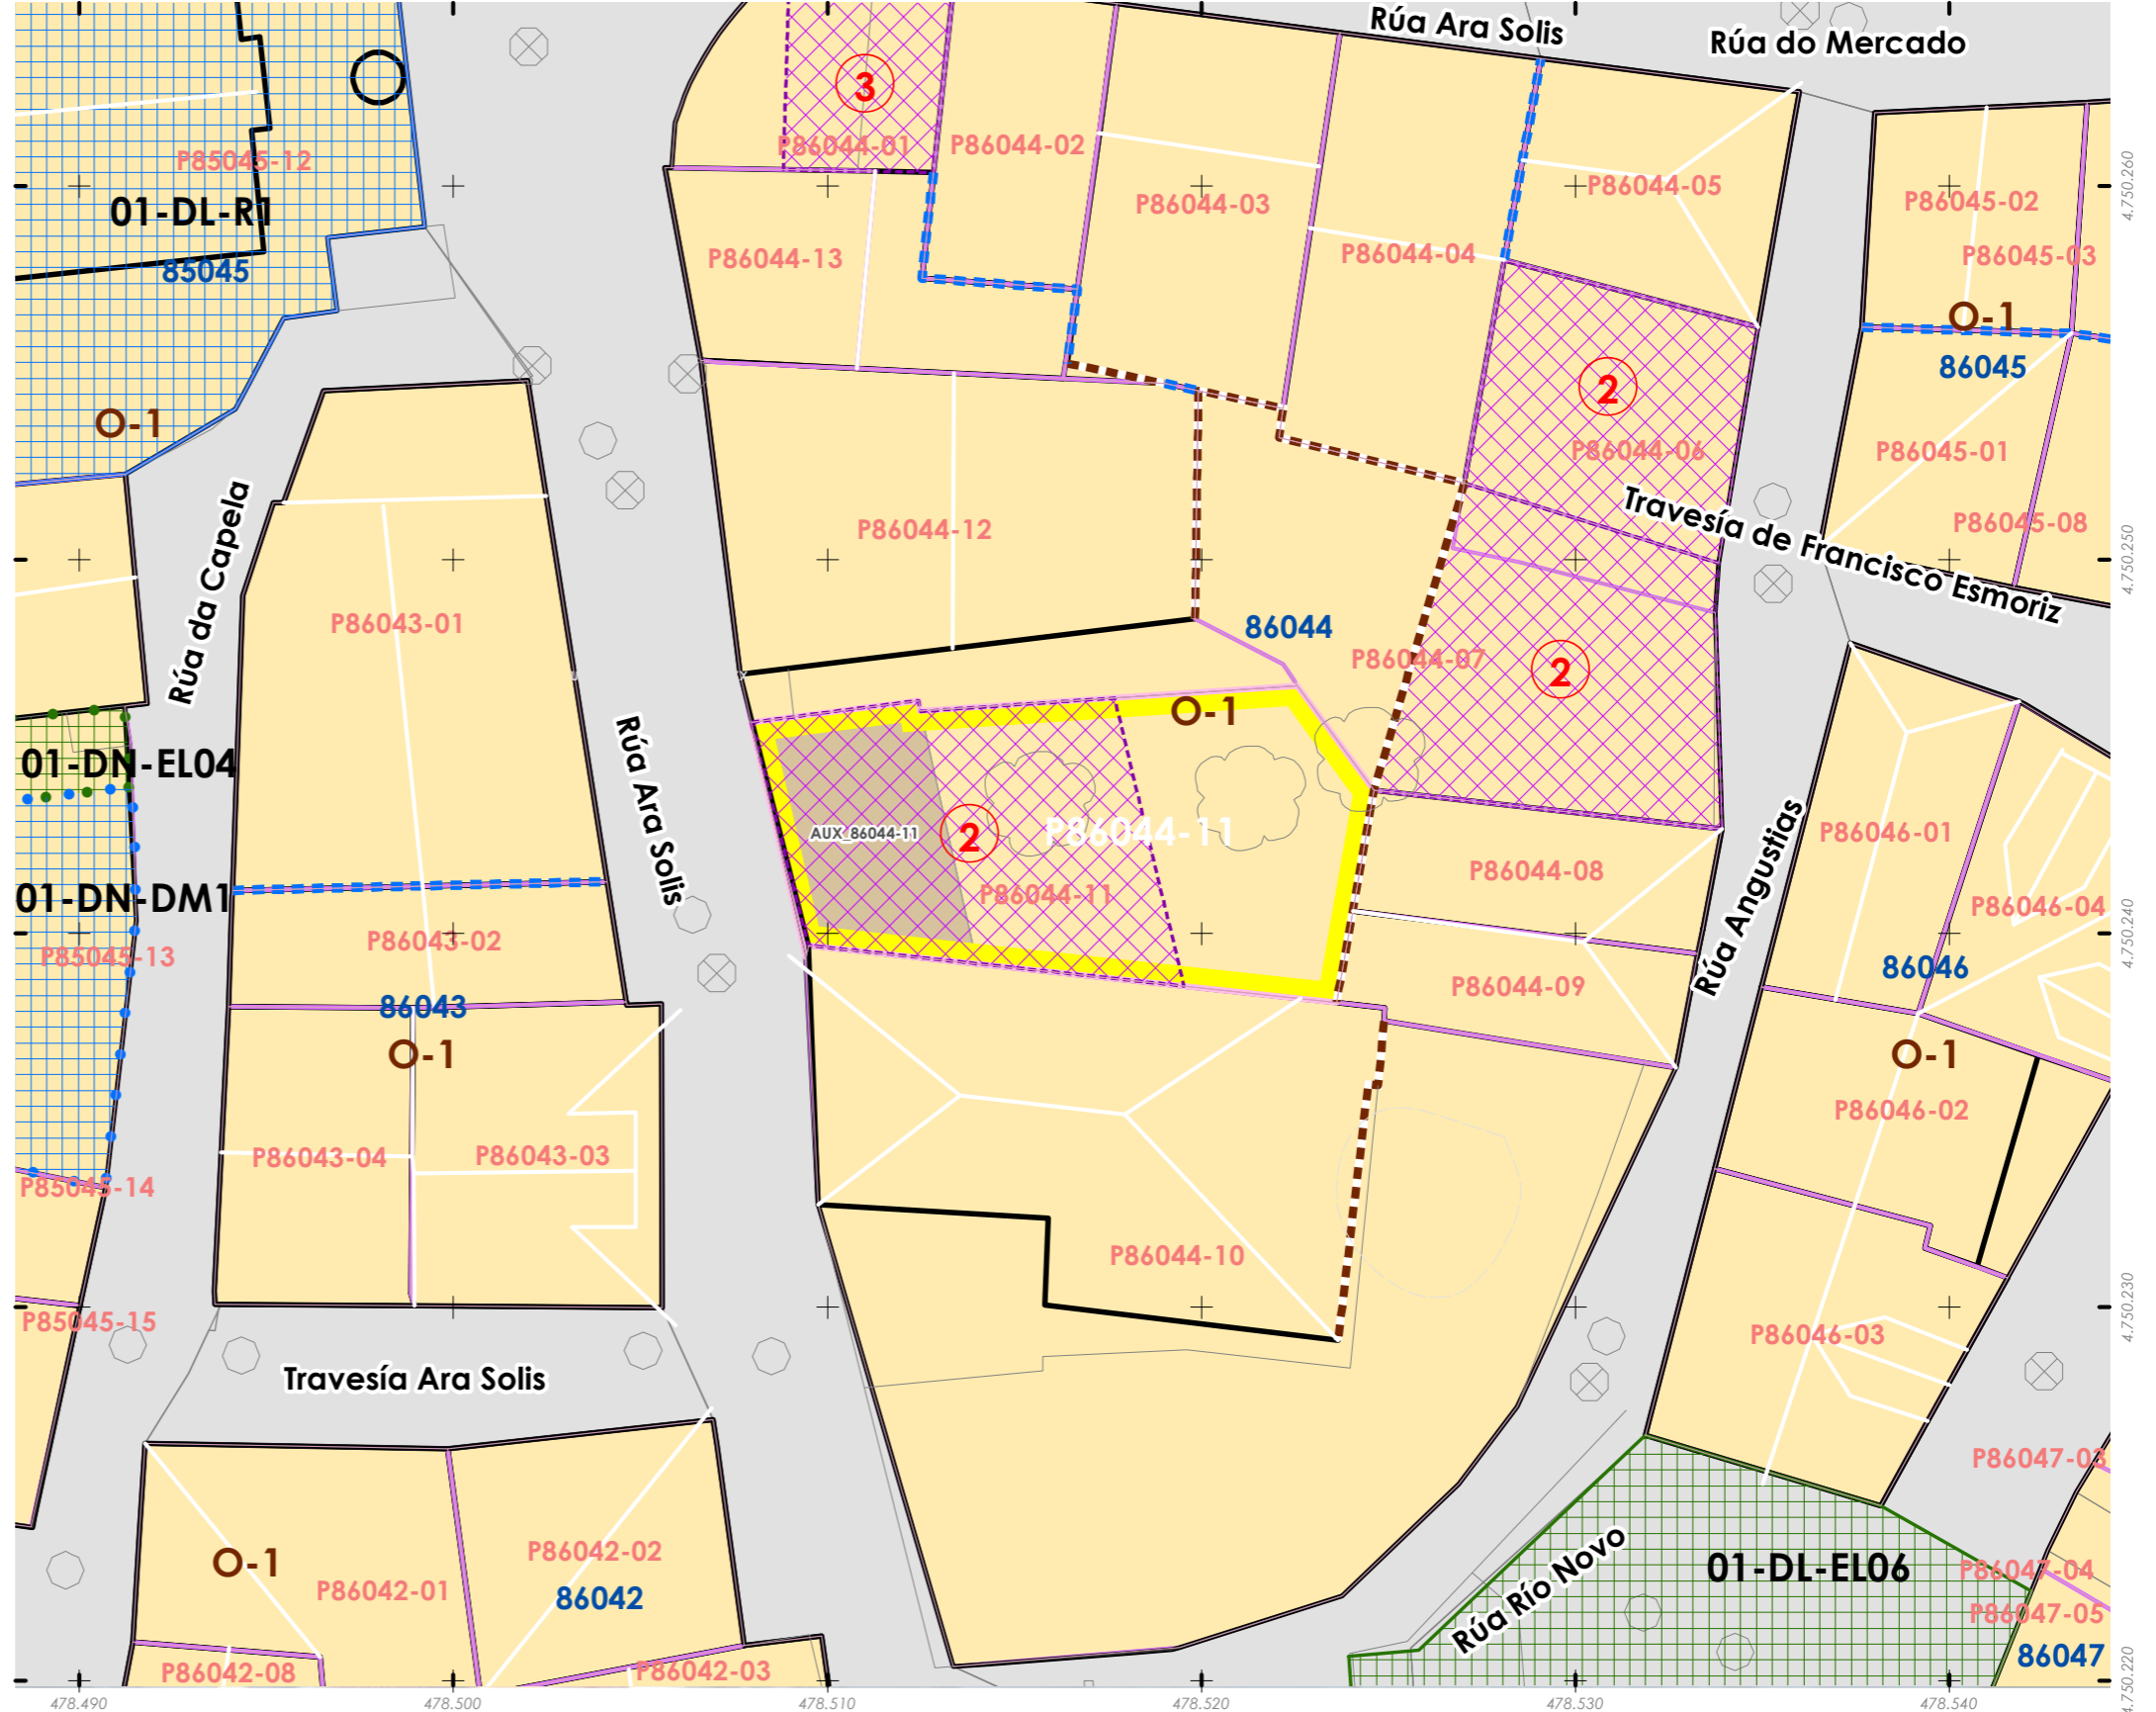 Rúa Ara Solis
Rúa do Mercado
3
P86044-01
P86044-02
P85045-12
01-DL-R1
85045
P86044-03
P86044-05
P86045-02
P86045-03
4.750.260
P86044-13
P86044-04
O-1
86045
2
O-1
P86044-06
P86045-01
Rúa da Capela
P86044-12
Travesía de Francisco Esmoriz
P86045-08
4.750.250
P86043-01
86044
P86044-07
2
O-1
01-DN-EL04
Rúa Ara Solis
AUX_86044-11
2
P86044-11
P86044-11
P86044-08
Rúa Angustias
P86046-01
01-DN-DM1
P86046-04
P86043-02
P85045-13
86046
4.750.240
P86044-09
86043
O-1
O-1
P86046-02
P86043-04
P86043-03
P85045-14
P86044-10
P85045-15
P86046-03
4.750.230
Travesía Ara Solis
P86047-03
O-1
P86042-02
P86042-01
86042
Rúa Río Novo
01-DL-EL06
P86047-04
P86047-05
86047
P86042-08
P86042-03
4.750.220
478.490
478.500
478.510
478.520
478.530
478.540